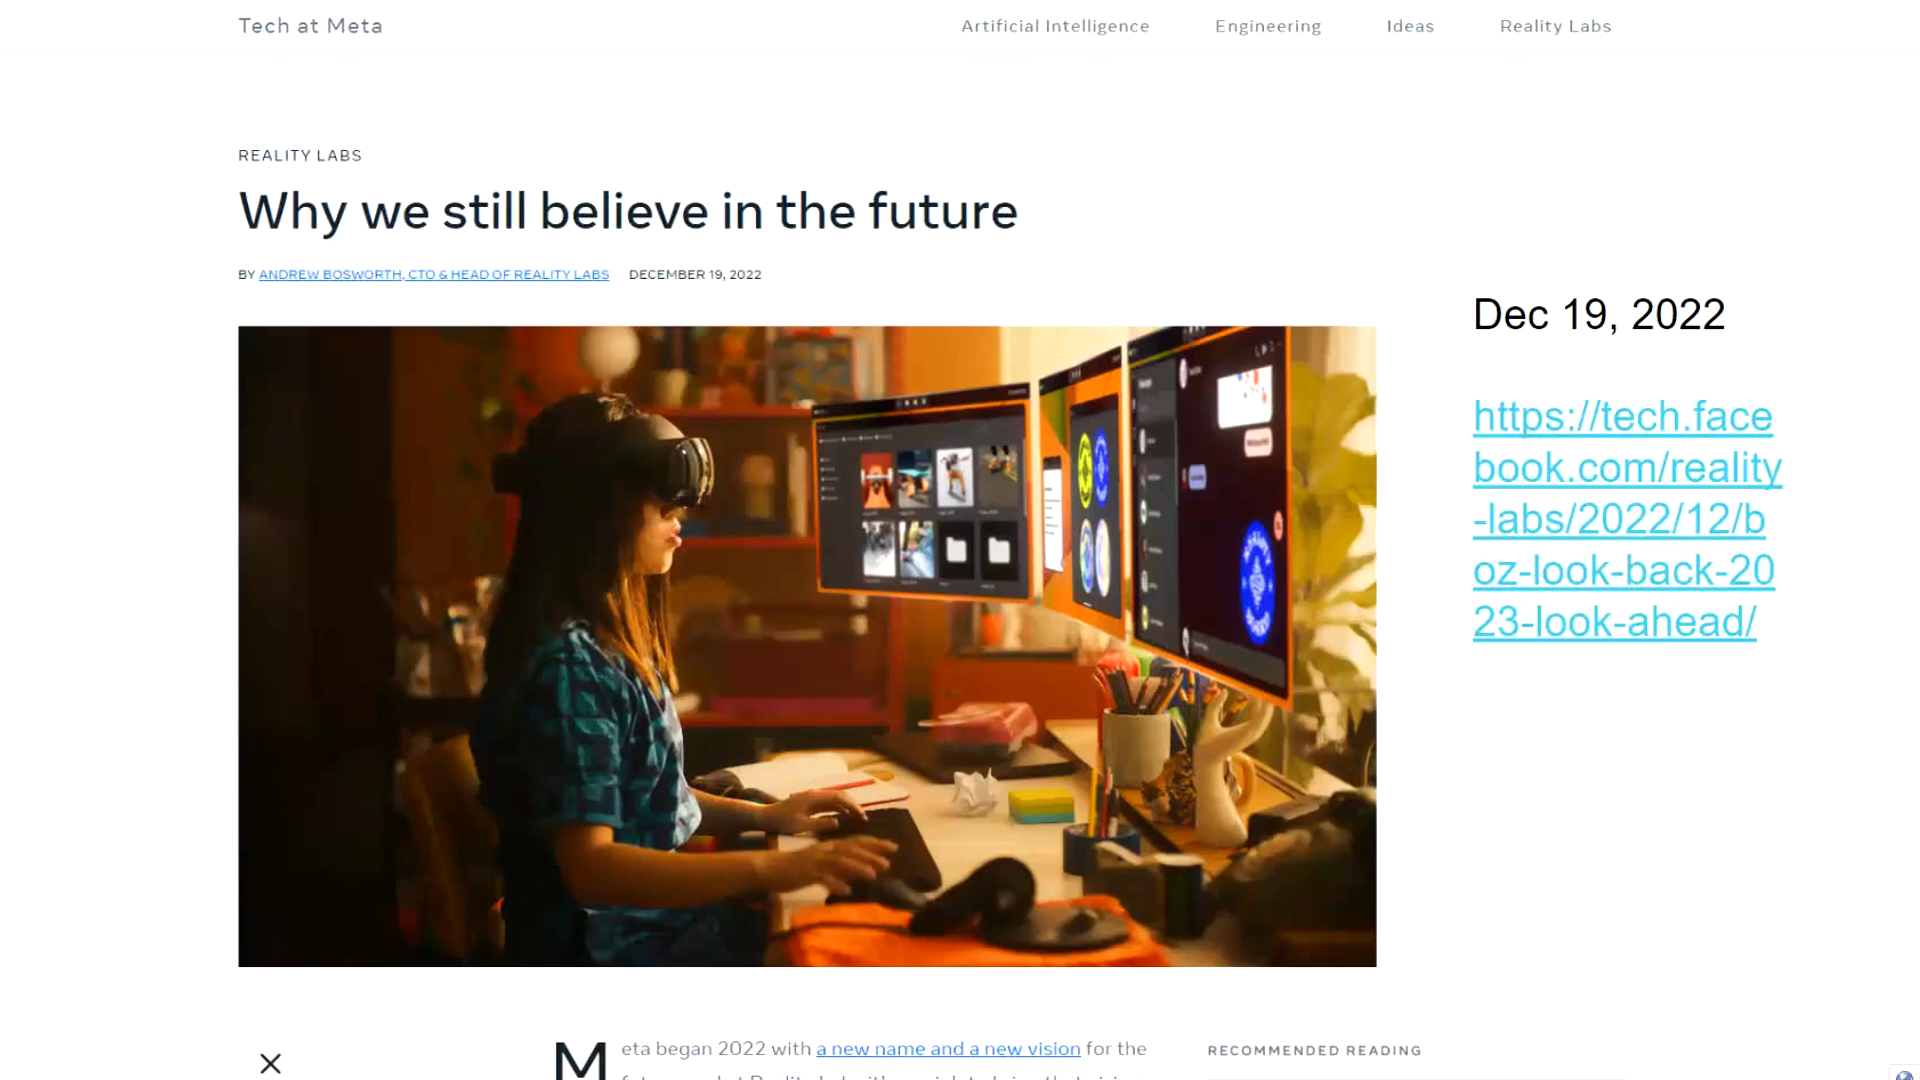 Tech at Meta
Artificial Intelligence Engineering Ideas Reality Labs
REALITY LABS
Why we still believe in the future
BY ANDREW BOSWORTH, CTO & HEAD OF REALITY LABS DECEMBER 19, 2022
Dec 19, 2022
https://tech.face
book.com/reality
-labs/2022/12/b
oz-look-back-20
23-look-ahead/
Meta began 2022 with a new name and a new vision for the
RECOMMENDED READING